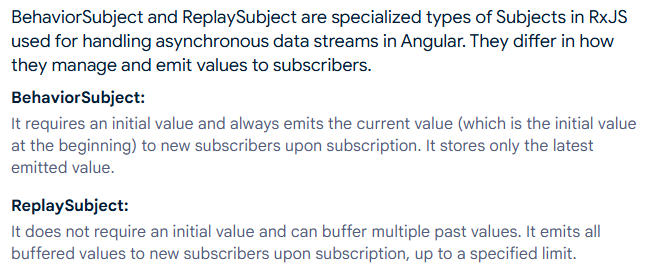 BehaviorSubject and ReplaySubject are specialized types of Subjects in RxJS
used for handling asynchronous data streams in Angular. They differ in how
they manage and emit values to subscribers.
BehaviorSubject:
It requires an initial value and always emits the current value (which is the initial value
at the beginning) to new subscribers upon subscription. It stores only the latest
emitted value.
ReplaySubject:
It does not require an initial value and can buffer multiple past values. It emits all
buffered values to new subscribers upon subscription, up to a specified limit.